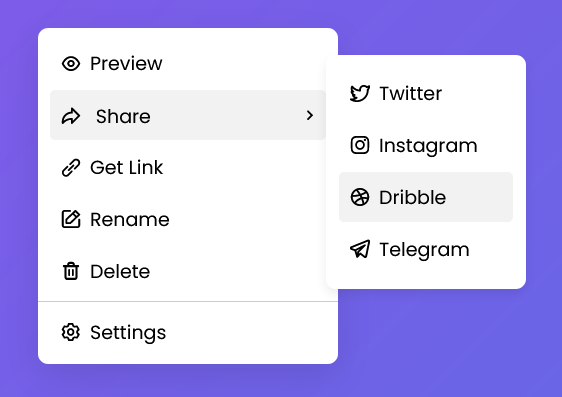 Preview
Share
Get Link
Rename
Delete
Settings
Twitter
Instagram
Dribble
Telegram